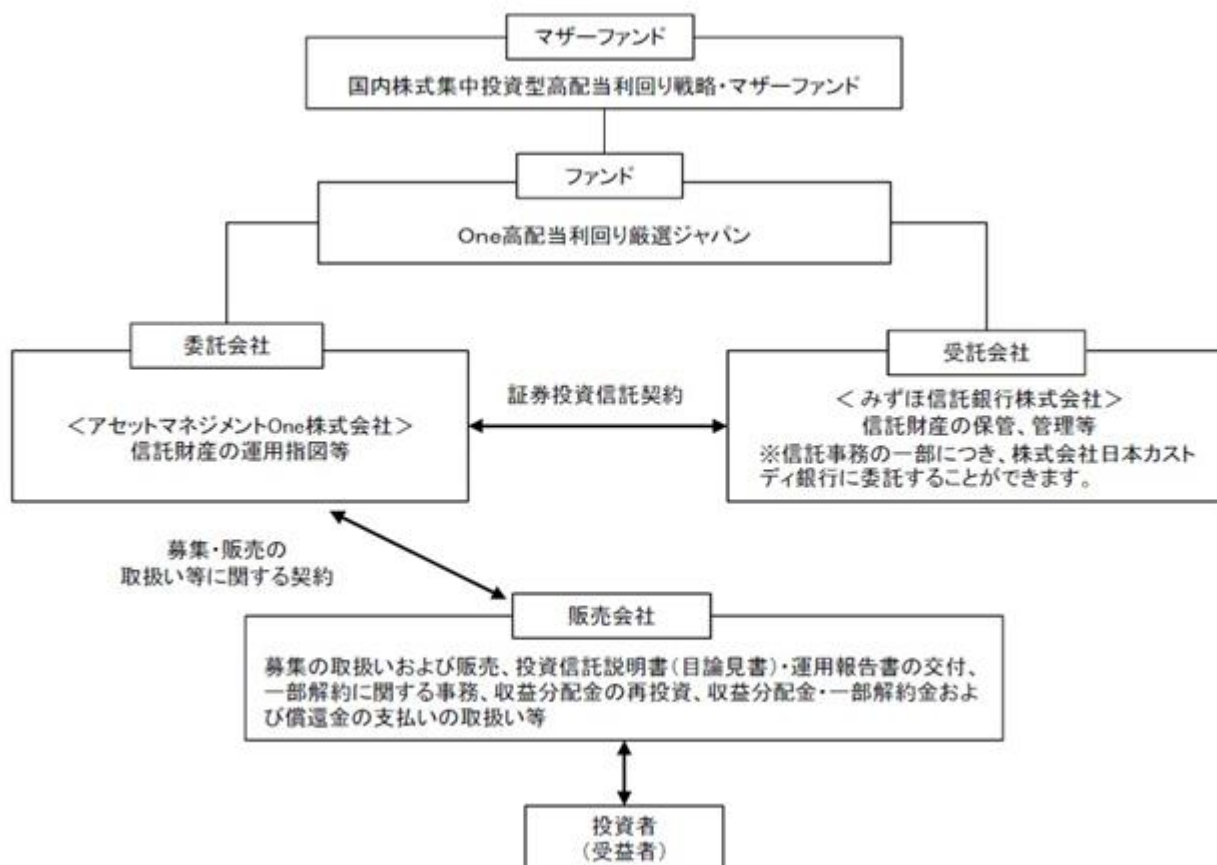 マザーファンド
国内株式集中投資型高配当利回り戦略・マザーファンド
ファンド
One高配当利回り厳選ジャパン
委託会社
＜アセットマネジメントOne株式会社＞
信託財産の運用指図等
証券投資信託契約
受託会社
＜みずほ信託銀行株式会社＞
信託財産の保管、管理等
※信託事務の一部につき、株式会社日本カスト
ディ銀行に委託することができます。
募集・販売の
取扱い等に関する契約
販売会社
募集の取扱いおよび販売、投資信託説明書(目論見書)・運用報告書の交付、
一部解約に関する事務、収益分配金の再投資、収益分配金・一部解約金およ
び償還金の支払いの取扱い等
投資者
(受益者)